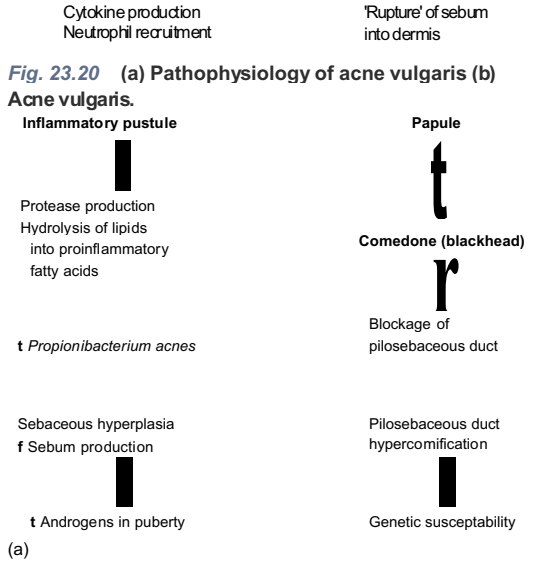 Cytokine production
Neutrophil recruitment
'Rupture' of sebum
into dermis
Fig. 23.20 (a) Pathophysiology of acne vulgaris (b)
Acne vulgaris.
Inflammatory pustule
Papule
t
Protease production
Hydrolysis of lipids
into proinflammatory
fatty acids
Comedone (blackhead)
r
Blockage of
pilosebaceous duct
t Propionibacterium acnes
Sebaceous hyperplasia
f Sebum production
Pilosebaceous duct
hypercomification
t Androgens in puberty
Genetic susceptability
(a)